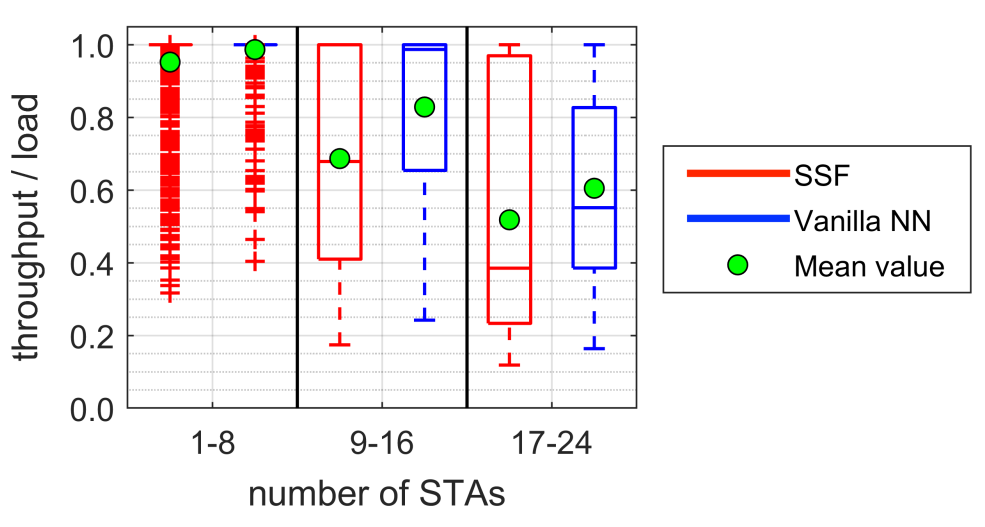 throughput / load
1.0
0.8
0.6
0.4
0.2
0.0
1-8
9-16
17-24
number of STAs
SSF
Vanilla NN
Mean value